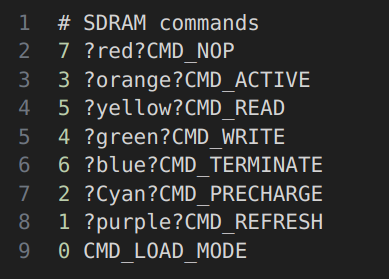 1 # SDRAM commands
2 7 ?red?CMD_NOP
3 3 ?orange?CMD_ACTIVE
4 5 ?yellow?CMD_READ
5 4 ?green?CMD_WRITE
6 6 ?blue?CMD_TERMINATE
7 2 ?Cyan?CMD_PRECHARGE
8 1 ?purple?CMD_REFRESH
9 0 CMD_LOAD_MODE